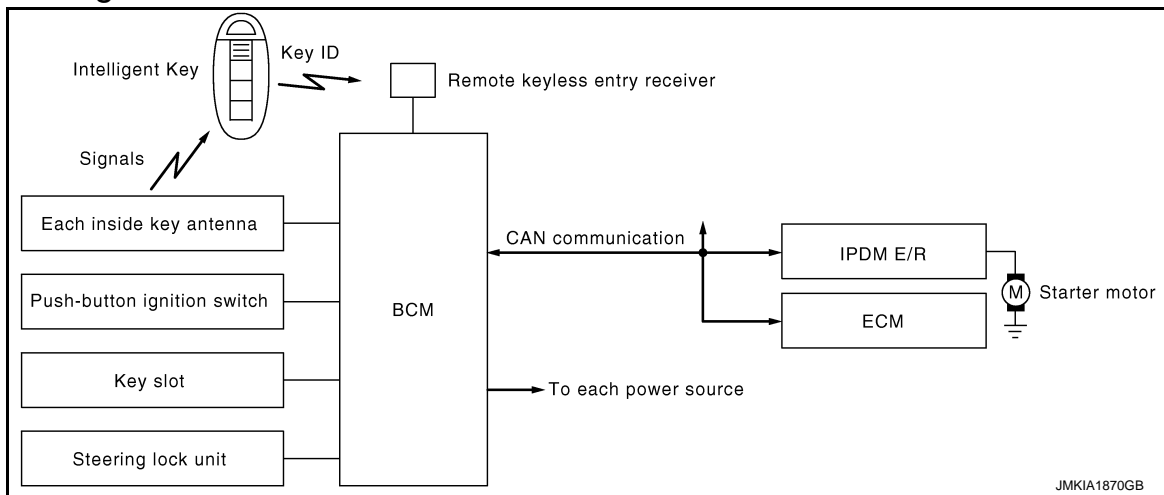 Intelligent Key
Key ID
Remote keyless entry receiver
Signals
Each inside key antenna
Push-button ignition switch
Key slot
Steering lock unit
BCM
CAN communication
To each power source
IPDM E/R
ECM
M
Starter motor
JMKIA1870GB